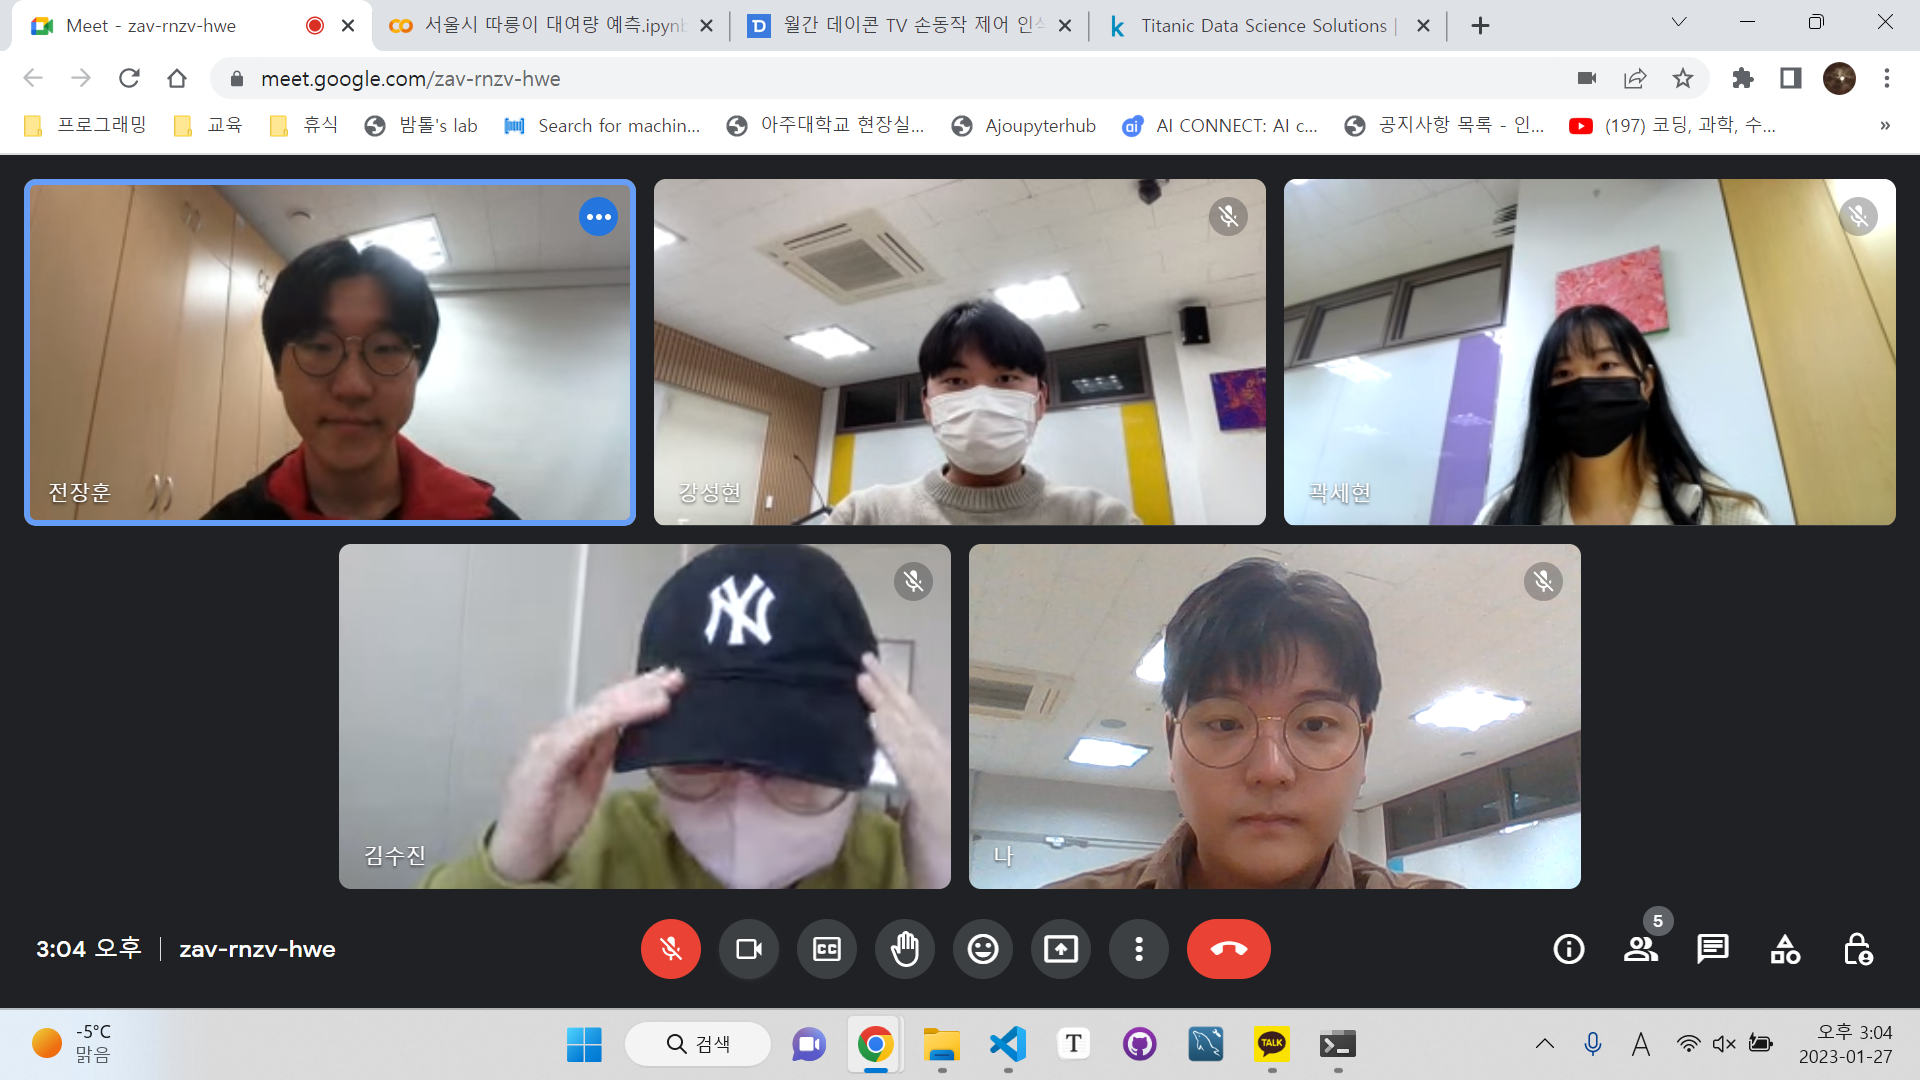 Meet - zav-rnzv-hwe
서울시 따릉이 대여량 예측.ipynb
월간 데이콘 TV 손동작 제어 인식
Titanic Data Science Solutions |
meet.google.com/zav-rnzv-hwe
프로그래밍
교육
휴식
밤톨's lab
Search for machin...
아주대학교 현장실...
Ajoupyterhub
AI CONNECT: AI c...
공지사항 목록 - 인...
(197) 코딩, 과학, 수...
전장훈
강성현
곽세현
NY
김수진
나
3:04 오후
zav-rnzv-hwe
CC
5
-5°C
맑음
검색
T
TALK
A
오후 3:04
2023-01-27